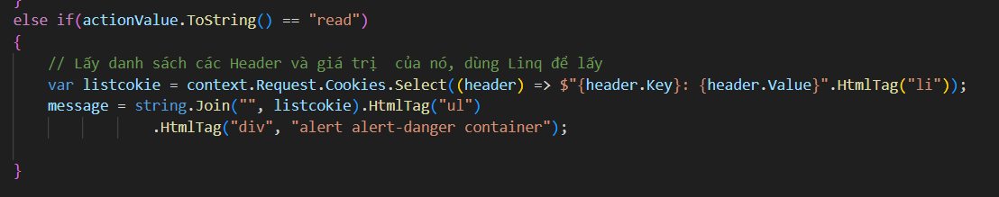 }
else if(actionValue.ToString() == "read")
{
// Lấy danh sách các Header và giá trị  của nó, dùng Linq để lấy
var listcokie = context.Request.Cookies.Select((header) => $"{header.Key}: {header.Value}".HtmlTag("li"));
message = string.Join("", listcokie).HtmlTag("ul")
.HtmlTag("div", "alert alert-danger container");
}